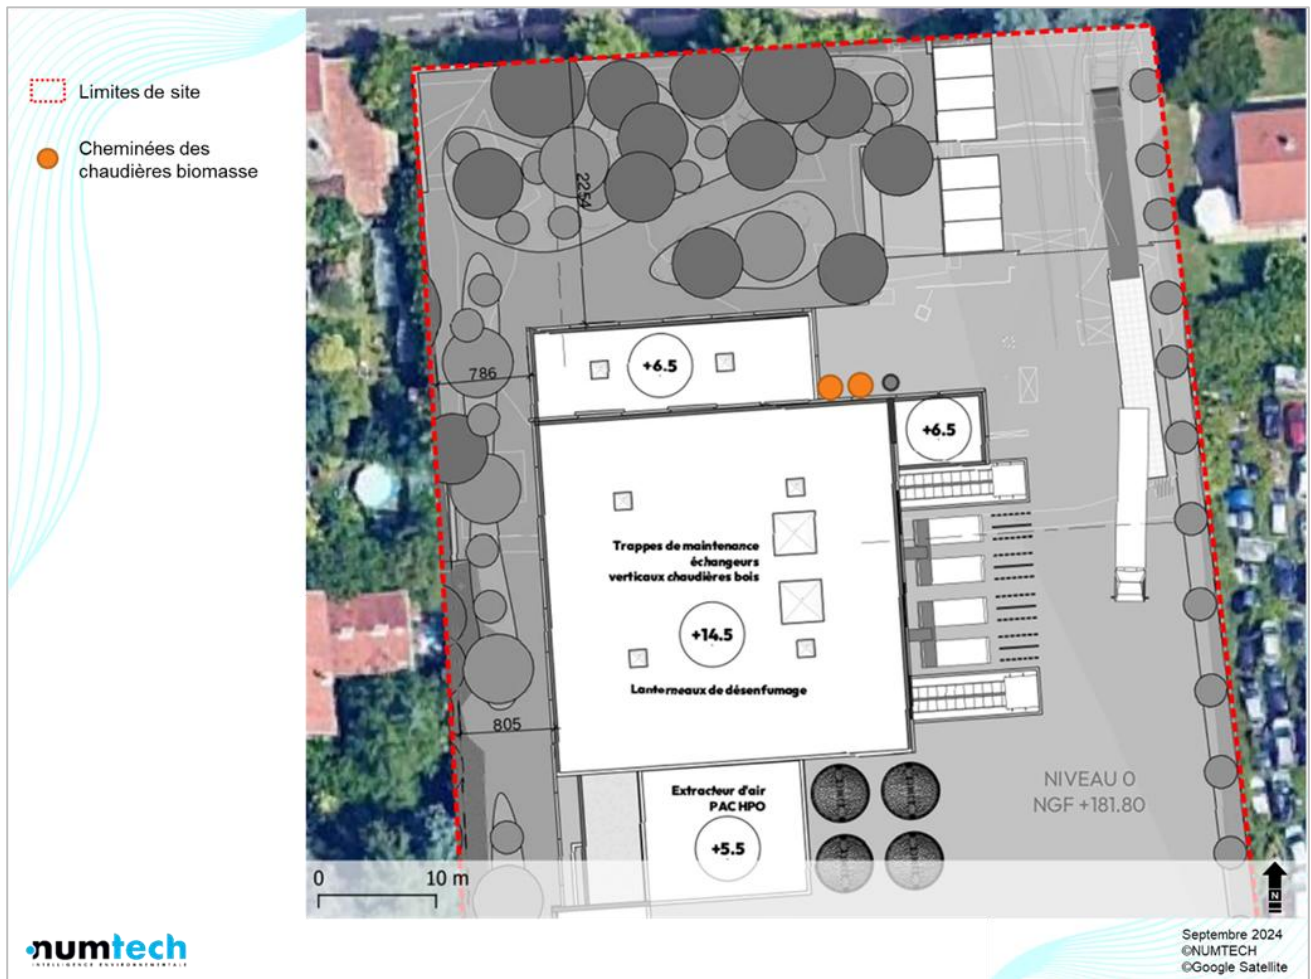 Limites de site
Cheminées des
chaudières biomasse
2254
786
+6.5
+6.5
Trappes de maintenance
échangeurs
verticaux chaudières bois
+14.5
Lanterneaux de désenfumage
805
Extracteur d'air
PAC HPO
+5.5
NIVEAU 0
NGF +181.80
0 10 m
N
numtech
INTELLIGENCE ENVIRONNEMENTALE
Septembre 2024
©NUMTECH
©Google Satellite